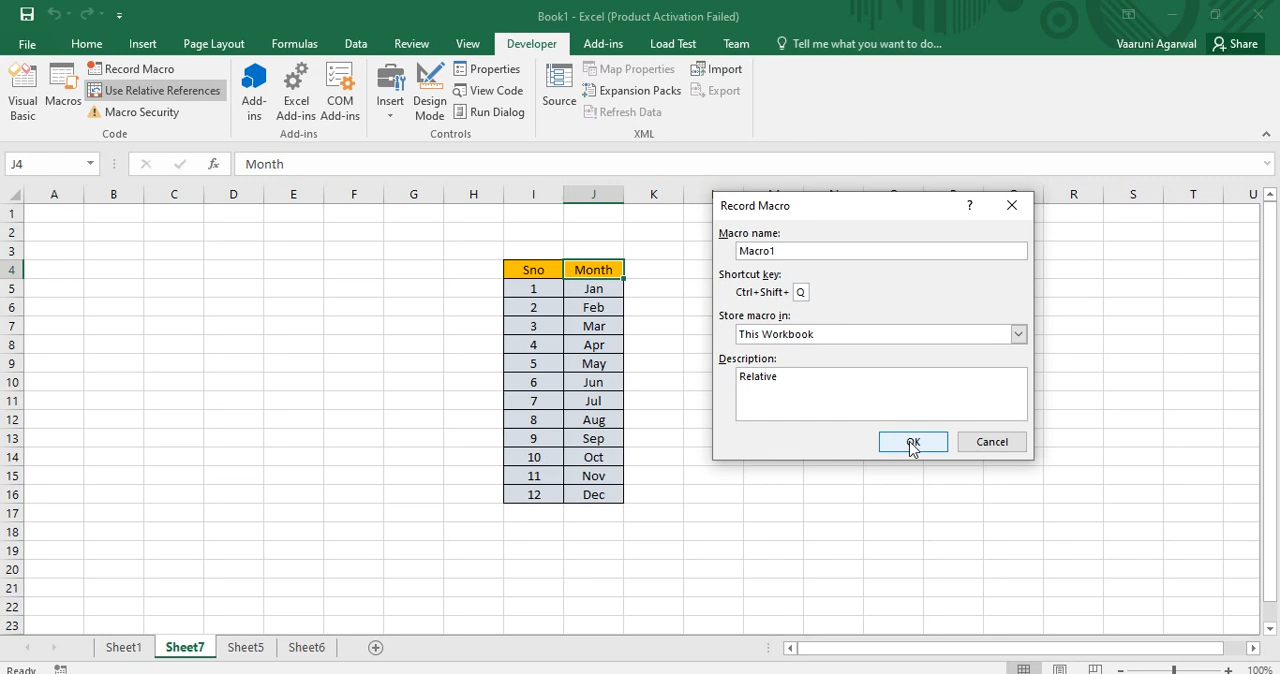 Book1 - Excel (Product Activation Failed)
File Home Insert Page Layout Formulas Data Review View Developer Add-ins Load Test Team Tell me what you want to do... Vaaruni Agarwal Share
Visual Basic
Macros
Record Macro
Use Relative References
Macro Security
Code
Add-ins
Excel Add-ins
COM Add-ins
Add-ins
Insert
Design Mode
Properties
View Code
Run Dialog
Controls
Source
Map Properties
Expansion Packs
Refresh Data
Import
Export
XML
J4 fx Month
A B C D E F G H I J K R S T U
1
2
3
4 Sno Month
5 1 Jan
6 2 Feb
7 3 Mar
8 4 Apr
9 5 May
10 6 Jun
11 7 Jul
12 8 Aug
13 9 Sep
14 10 Oct
15 11 Nov
16 12 Dec
17
18
19
20
21
22
23
Record Macro ?
Macro name:
Macro1
Shortcut key:
Ctrl+Shift+ Q
Store macro in:
This Workbook
Description:
Relative
OK Cancel
Sheet1 Sheet7 Sheet5 Sheet6
Ready 100%